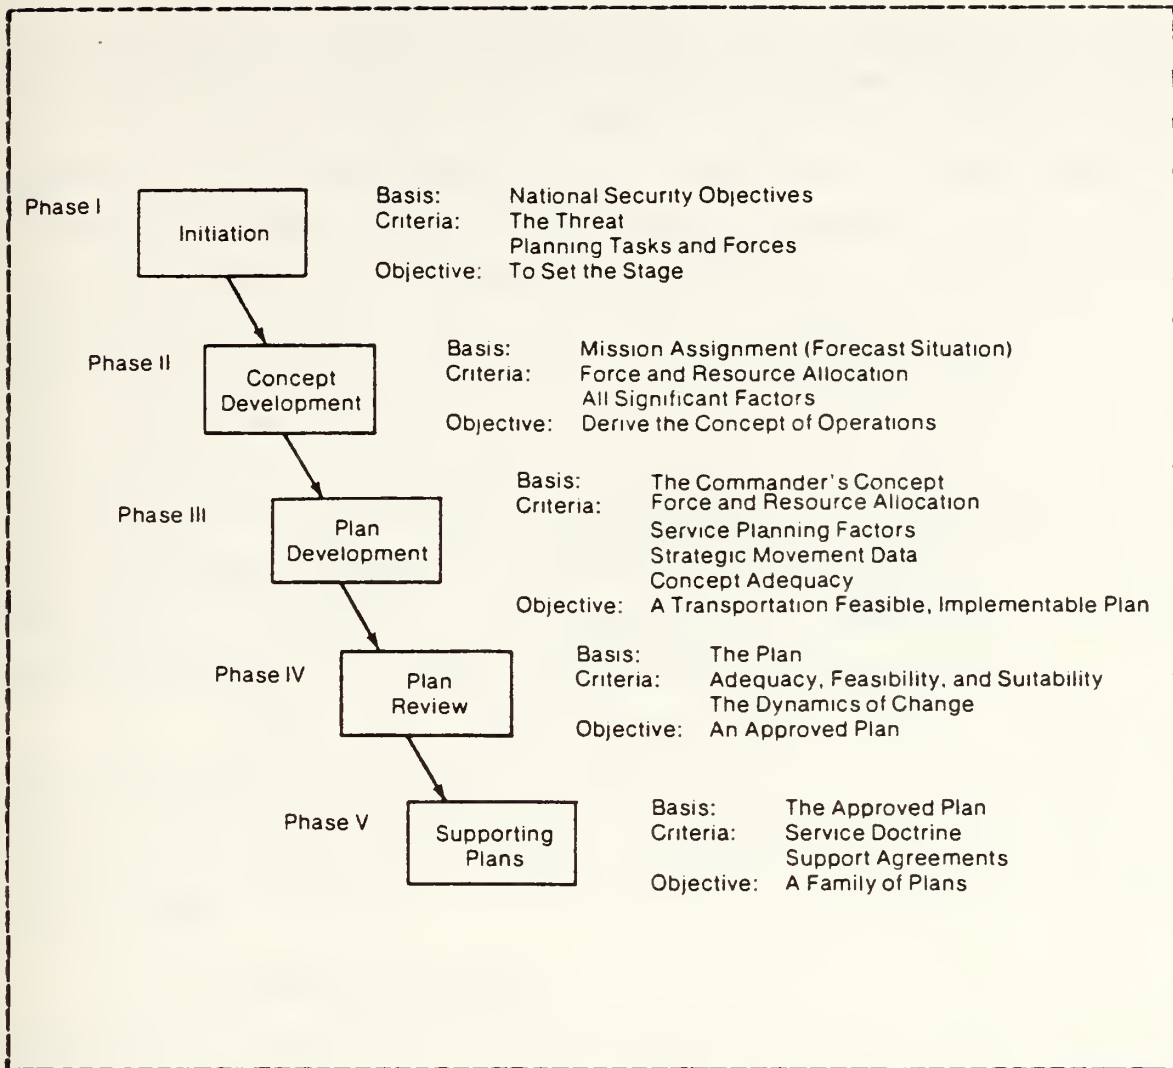 Phase I
Initiation
Basis: National Security Objectives
Criteria: The Threat
Planning Tasks and Forces
Objective: To Set the Stage
Phase II
Concept
Development
Basis: Mission Assignment (Forecast Situation)
Criteria: Force and Resource Allocation
All Significant Factors
Objective: Derive the Concept of Operations
Phase III
Plan
Development
Basis: The Commander's Concept
Criteria: Force and Resource Allocation
Service Planning Factors
Strategic Movement Data
Concept Adequacy
Objective: A Transportation Feasible, Implementable Plan
Phase IV
Plan
Review
Basis: The Plan
Criteria: Adequacy, Feasibility, and Suitability
The Dynamics of Change
Objective: An Approved Plan
Phase V
Supporting
Plans
Basis: The Approved Plan
Criteria: Service Doctrine
Support Agreements
Objective: A Family of Plans